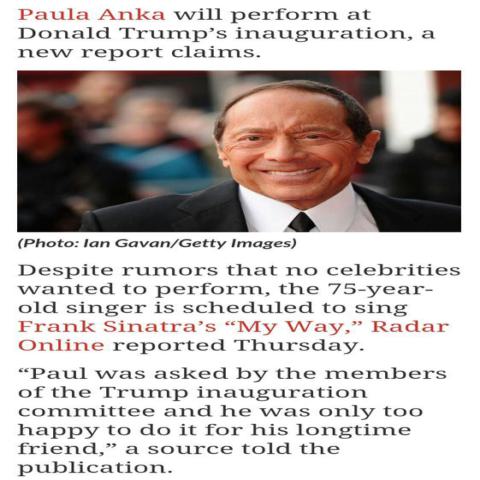 Paula Anka will perform at
Donald Trump’s inauguration, a
new report claims.
(Photo: Ian Gavan/Getty Images)
Despite rumors that no celebrities
wanted to perform, the 75-year-
old singer is scheduled to sing
Frank Sinatra’s “My Way,” Radar
Online reported Thursday.
“Paul was asked by the members
of the Trump inauguration
committee and he was only too
happy to do it for his longtime
friend,” a source told the
publication.